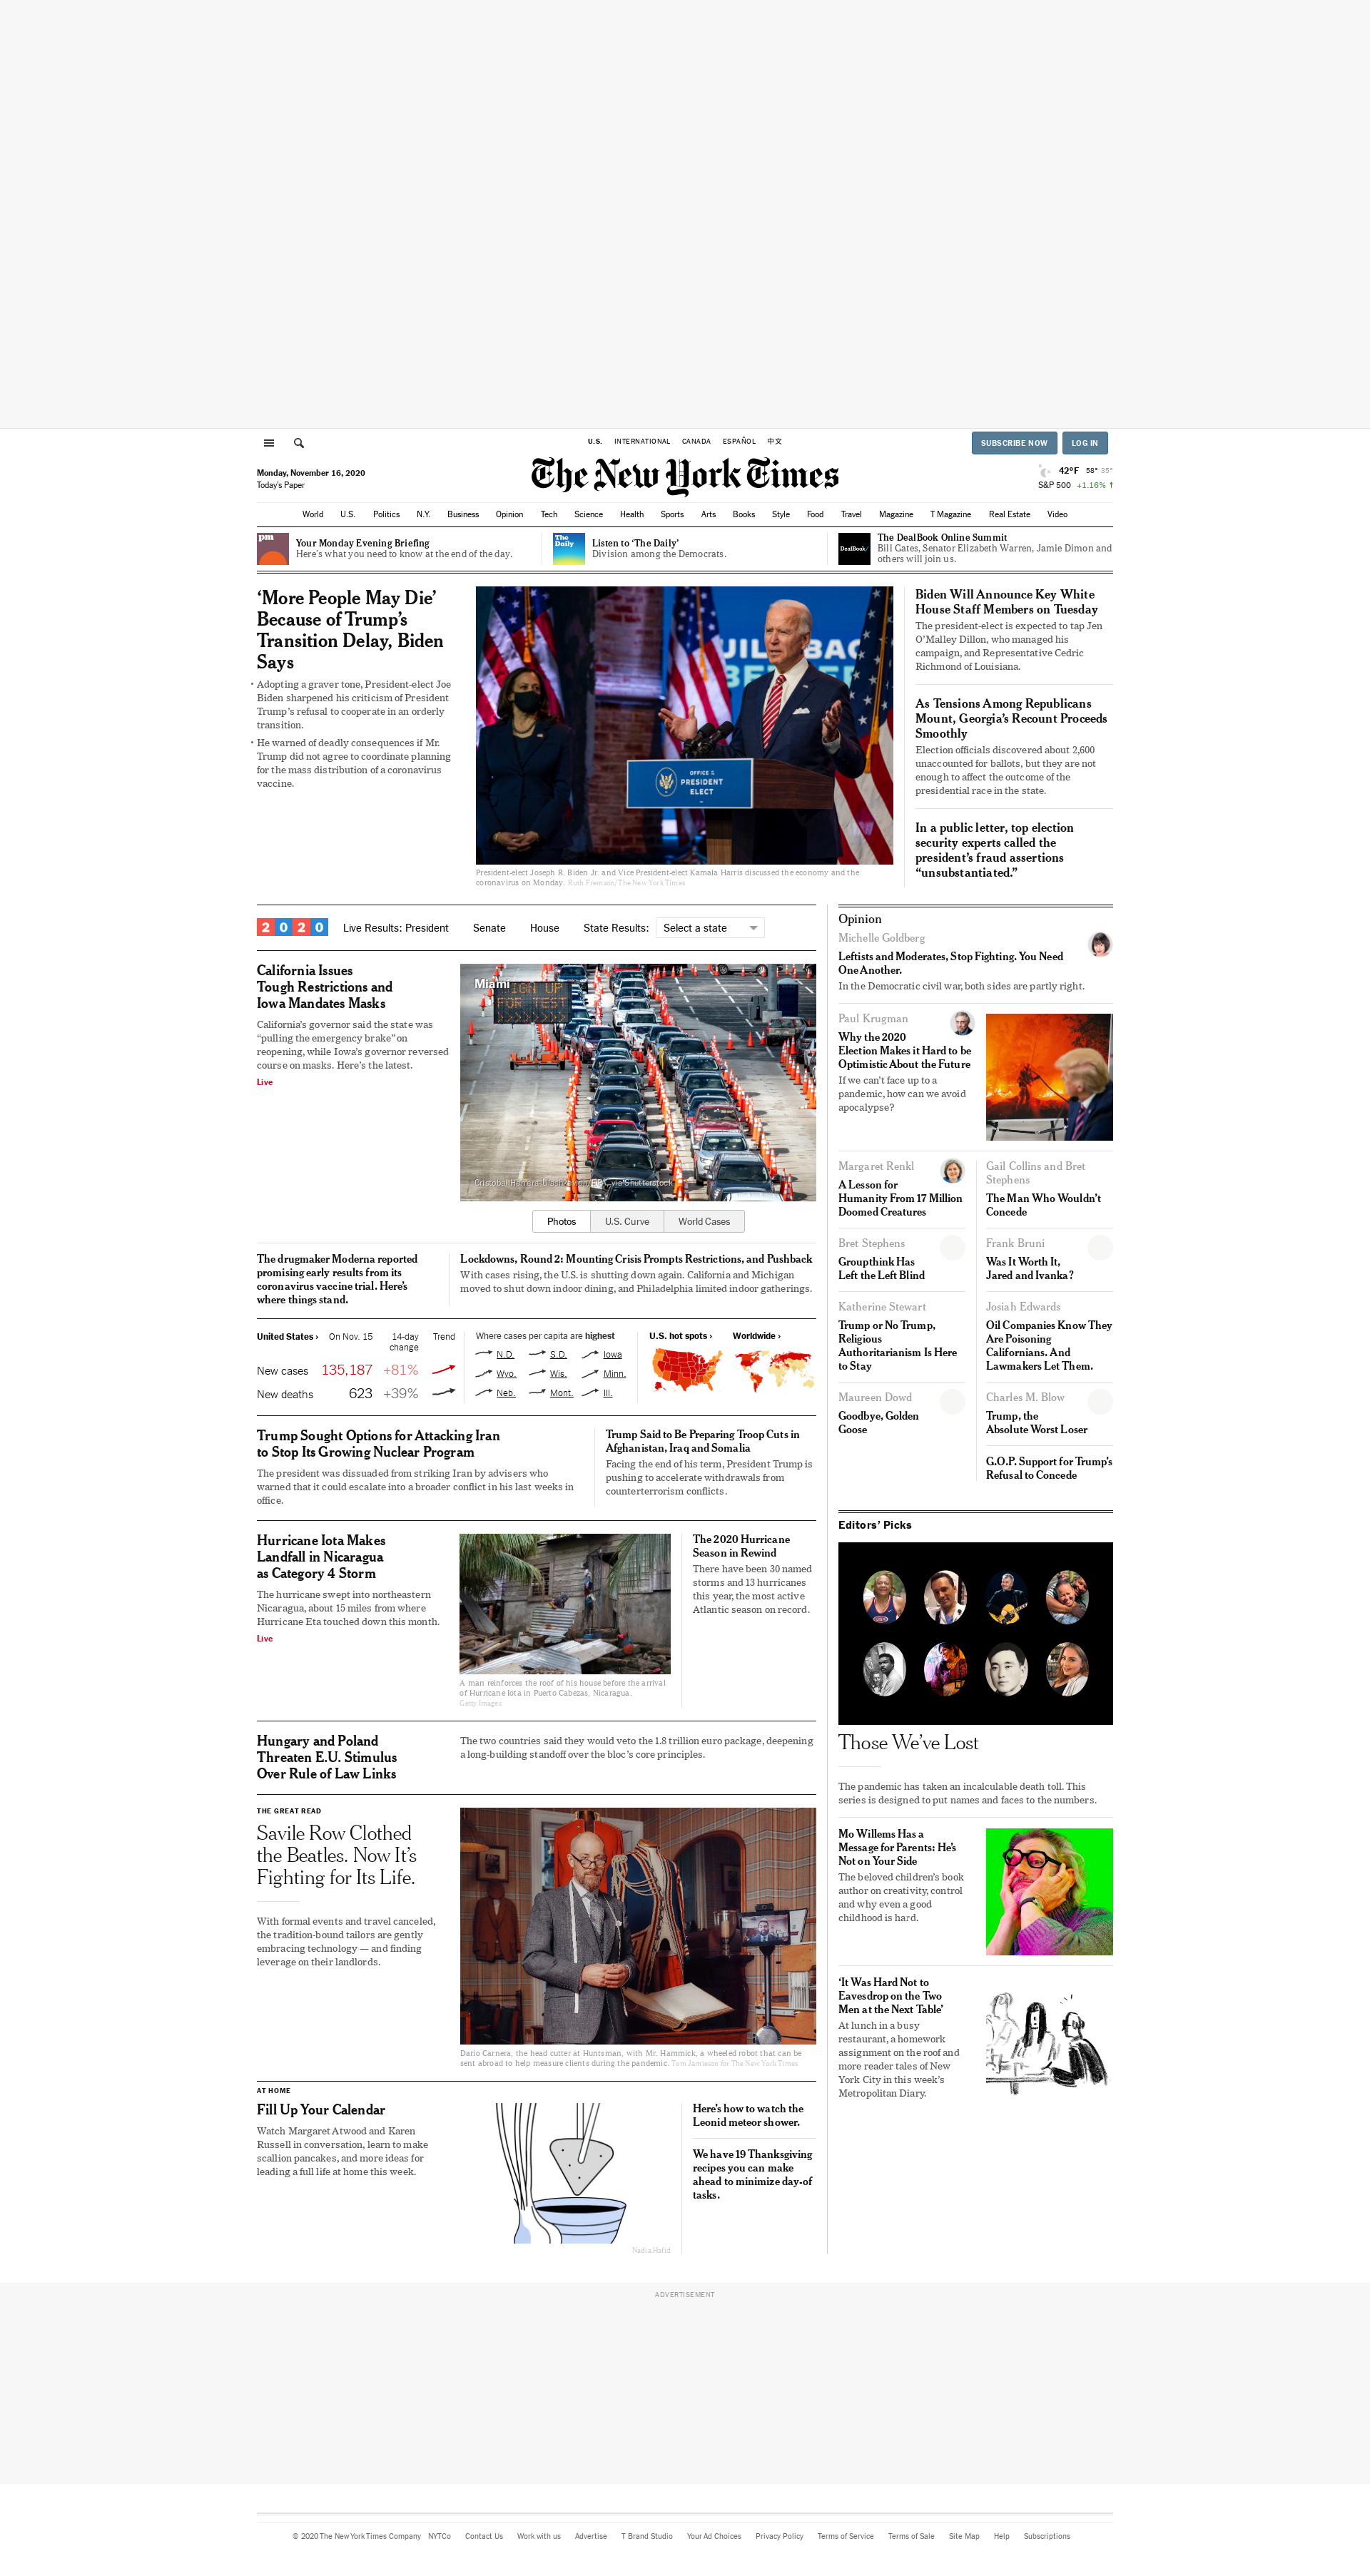 U.S. INTERNATIONAL CANADA ESPAÑOL 中文
SUBSCRIBE NOW
LOG IN
Monday, November 16, 2020
Today's Paper
The New York Times
42°F 58° 35°
S&P 500 +1.16% ↑
World U.S. Politics N.Y. Business Opinion Tech Science Health Sports Arts Books Style Food Travel Magazine T Magazine Real Estate Video
pm
Your Monday Evening Briefing
Here's what you need to know at the end of the day.
The
Daily
Listen to ‘The Daily’
Division among the Democrats.
DealBook/
The DealBook Online Summit
Bill Gates, Senator Elizabeth Warren, Jamie Dimon and
others will join us.
‘More People May Die’
Because of Trump’s
Transition Delay, Biden
Says
• Adopting a graver tone, President-elect Joe
Biden sharpened his criticism of President
Trump’s refusal to cooperate in an orderly
transition.
• He warned of deadly consequences if Mr.
Trump did not agree to coordinate planning
for the mass distribution of a coronavirus
vaccine.
UILD BACK
BETTER
OFFICE OF THE
PRESIDENT
ELECT
President-elect Joseph R. Biden Jr. and Vice President-elect Kamala Harris discussed the economy and the
coronavirus on Monday. Ruth Fremson/The New York Times
Biden Will Announce Key White
House Staff Members on Tuesday
The president-elect is expected to tap Jen
O’Malley Dillon, who managed his
campaign, and Representative Cedric
Richmond of Louisiana.
As Tensions Among Republicans
Mount, Georgia’s Recount Proceeds
Smoothly
Election officials discovered about 2,600
unaccounted for ballots, but they are not
enough to affect the outcome of the
presidential race in the state.
In a public letter, top election
security experts called the
president’s fraud assertions
“unsubstantiated.”
2020 Live Results: President Senate House State Results: Select a state
California Issues
Tough Restrictions and
Iowa Mandates Masks
California’s governor said the state was
“pulling the emergency brake” on
reopening, while Iowa’s governor reversed
course on masks. Here’s the latest.
Live
Miami
IGN UP
FOR TEST
Photos U.S. Curve World Cases
The drugmaker Moderna reported
promising early results from its
coronavirus vaccine trial. Here’s
where things stand.
Lockdowns, Round 2: Mounting Crisis Prompts Restrictions, and Pushback
With cases rising, the U.S. is shutting down again. California and Michigan
moved to shut down indoor dining, and Philadelphia limited indoor gatherings.
United States › On Nov. 15 14-day Trend
change
New cases 135,187 +81%
New deaths 623 +39%
Where cases per capita are highest
N.D. S.D. Iowa
Wyo. Wis. Minn.
Neb. Mont. Ill.
U.S. hot spots › Worldwide ›
Trump Sought Options for Attacking Iran
to Stop Its Growing Nuclear Program
The president was dissuaded from striking Iran by advisers who
warned that it could escalate into a broader conflict in his last weeks in
office.
Trump Said to Be Preparing Troop Cuts in
Afghanistan, Iraq and Somalia
Facing the end of his term, President Trump is
pushing to accelerate withdrawals from
counterterrorism conflicts.
Hurricane Iota Makes
Landfall in Nicaragua
as Category 4 Storm
The hurricane swept into northeastern
Nicaragua, about 15 miles from where
Hurricane Eta touched down this month.
Live
A man reinforces the roof of his house before the arrival
of Hurricane Iota in Puerto Cabezas, Nicaragua.
Getty Images
The 2020 Hurricane
Season in Rewind
There have been 30 named
storms and 13 hurricanes
this year, the most active
Atlantic season on record.
Hungary and Poland
Threaten E.U. Stimulus
Over Rule of Law Links
The two countries said they would veto the 1.8 trillion euro package, deepening
a long-building standoff over the bloc’s core principles.
THE GREAT READ
Savile Row Clothed
the Beatles. Now It’s
Fighting for Its Life.
With formal events and travel canceled,
the tradition-bound tailors are gently
embracing technology — and finding
leverage on their landlords.
Dario Carnera, the head cutter at Huntsman, with Mr. Hammick, a wheeled robot that can be
sent abroad to help measure clients during the pandemic. Tom Jamieson for The New York Times
AT HOME
Fill Up Your Calendar
Watch Margaret Atwood and Karen
Russell in conversation, learn to make
scallion pancakes, and more ideas for
leading a full life at home this week.
Nadia Hafid
Here’s how to watch the
Leonid meteor shower.
We have 19 Thanksgiving
recipes you can make
ahead to minimize day-of
tasks.
Opinion
Michelle Goldberg
Leftists and Moderates, Stop Fighting. You Need
One Another.
In the Democratic civil war, both sides are partly right.
Paul Krugman
Why the 2020
Election Makes it Hard to be
Optimistic About the Future
If we can’t face up to a
pandemic, how can we avoid
apocalypse?
Margaret Renkl
A Lesson for
Humanity From 17 Million
Doomed Creatures
Gail Collins and Bret
Stephens
The Man Who Wouldn’t
Concede
Bret Stephens
Groupthink Has
Left the Left Blind
Frank Bruni
Was It Worth It,
Jared and Ivanka?
Katherine Stewart
Trump or No Trump,
Religious
Authoritarianism Is Here
to Stay
Josiah Edwards
Oil Companies Know They
Are Poisoning
Californians. And
Lawmakers Let Them.
Maureen Dowd
Goodbye, Golden
Goose
Charles M. Blow
Trump, the
Absolute Worst Loser
G.O.P. Support for Trump’s
Refusal to Concede
Editors’ Picks
Those We’ve Lost
The pandemic has taken an incalculable death toll. This
series is designed to put names and faces to the numbers.
Mo Willems Has a
Message for Parents: He’s
Not on Your Side
The beloved children’s book
author on creativity, control
and why even a good
childhood is hard.
‘It Was Hard Not to
Eavesdrop on the Two
Men at the Next Table’
At lunch in a busy
restaurant, a homework
assignment on the roof and
more reader tales of New
York City in this week’s
Metropolitan Diary.
ADVERTISEMENT
© 2020 The New York Times Company NYTCo Contact Us Work with us Advertise T Brand Studio Your Ad Choices Privacy Policy Terms of Service Terms of Sale Site Map Help Subscriptions